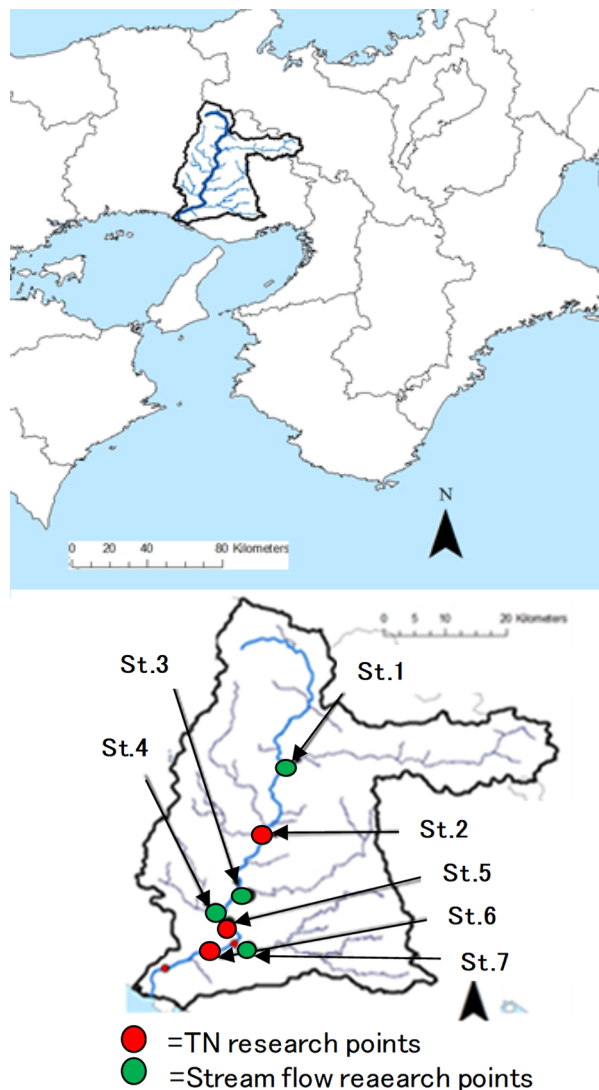 N
0 20 40 80 Kilometers
0 5 10 20 Kilometers
St.3
St.1
St.4
St.2
St.5
St.6
St.7
=TN research points
=Stream flow reaearch points